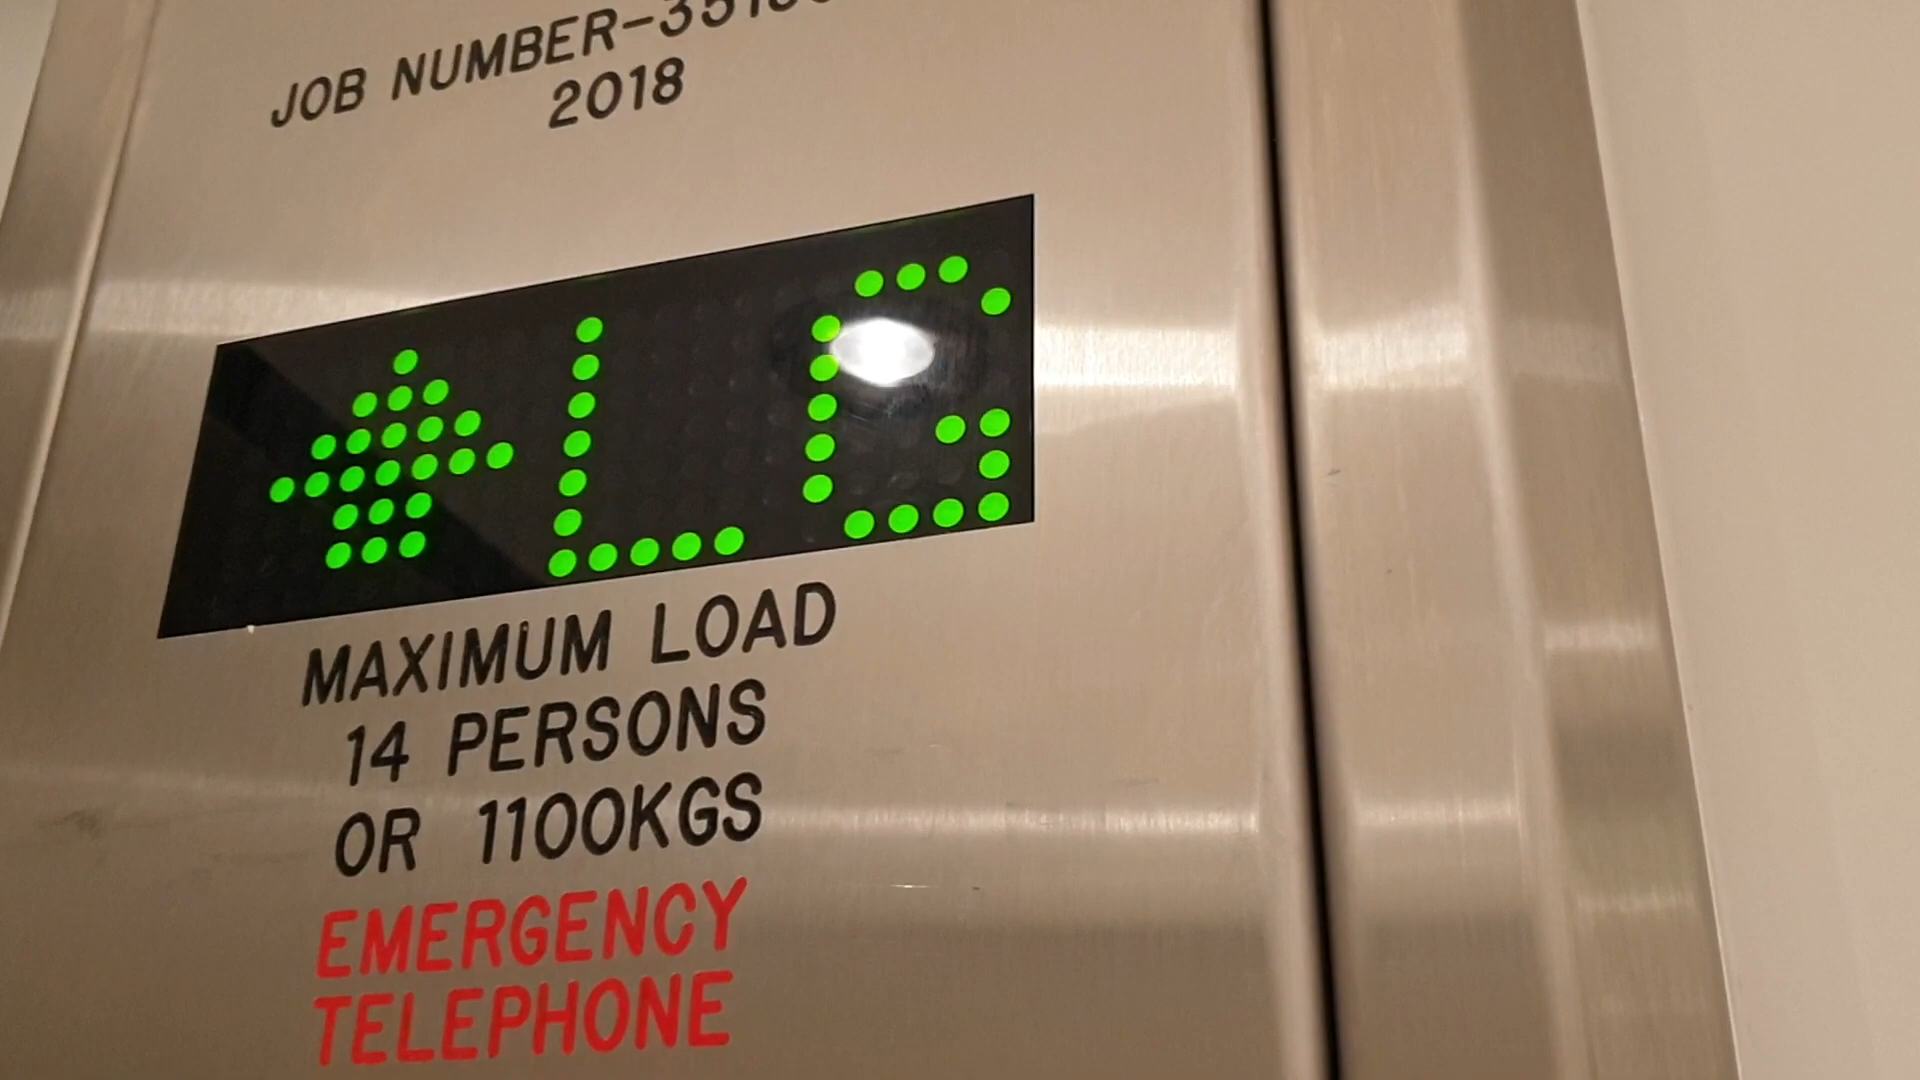 JOB NUMBER-
2018
LG
MAXIMUM LOAD
14 PERSONS
OR 1100KGS
EMERGENCY
TELEPHONE